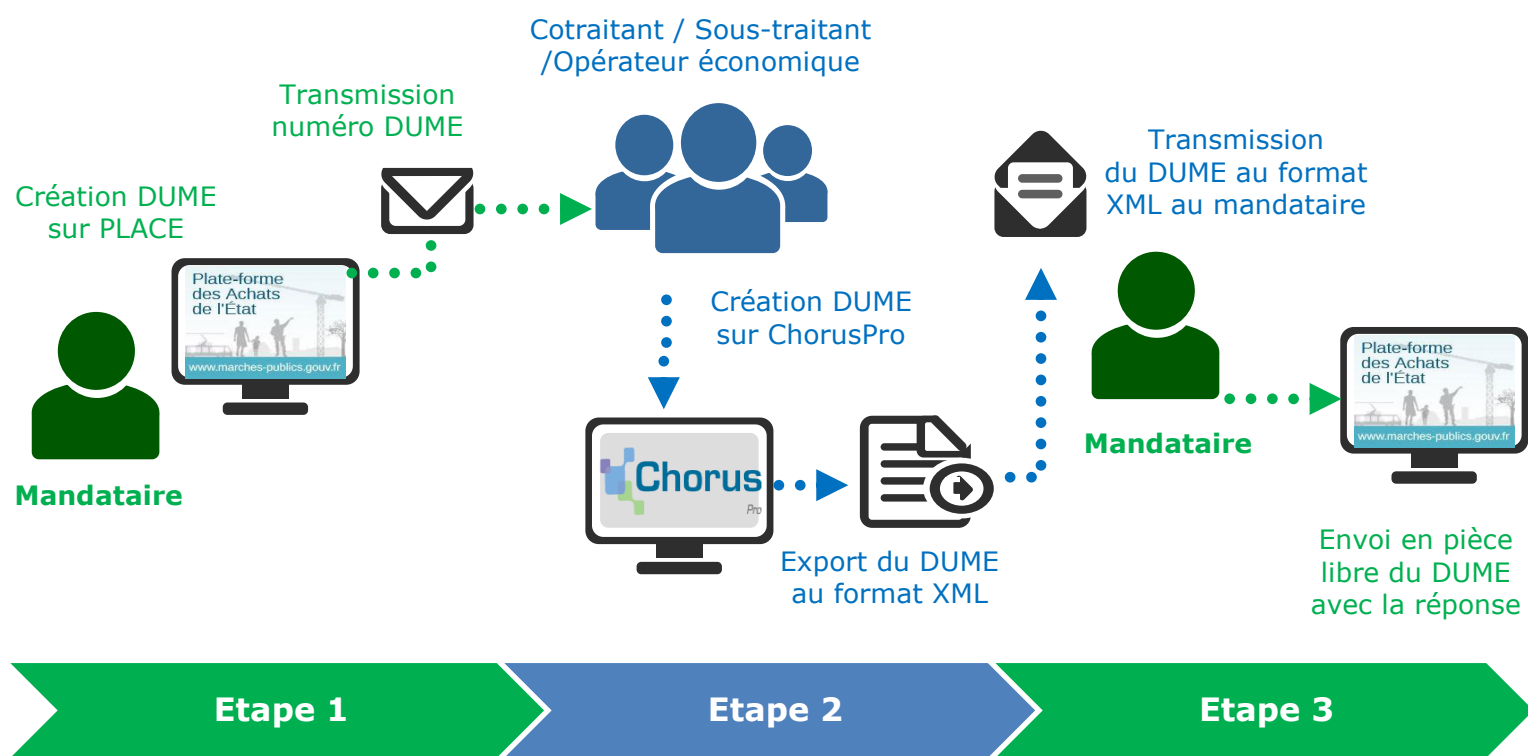 Cotraitant / Sous-traitant
/Opérateur économique
Transmission
numéro DUME
Création DUME
sur PLACE
Plate-forme
des Achats
de l'État
www.marches-publics.gouv.fr
Mandataire
Création DUME
sur ChorusPro
Chorus
Pro
Export du DUME
au format XML
Transmission
du DUME au format
XML au mandataire
Mandataire
Plate-forme
des Achats
de l'État
www.marches-publics.gouv.fr
Envoi en pièce
libre du DUME
avec la réponse
Etape 1
Etape 2
Etape 3